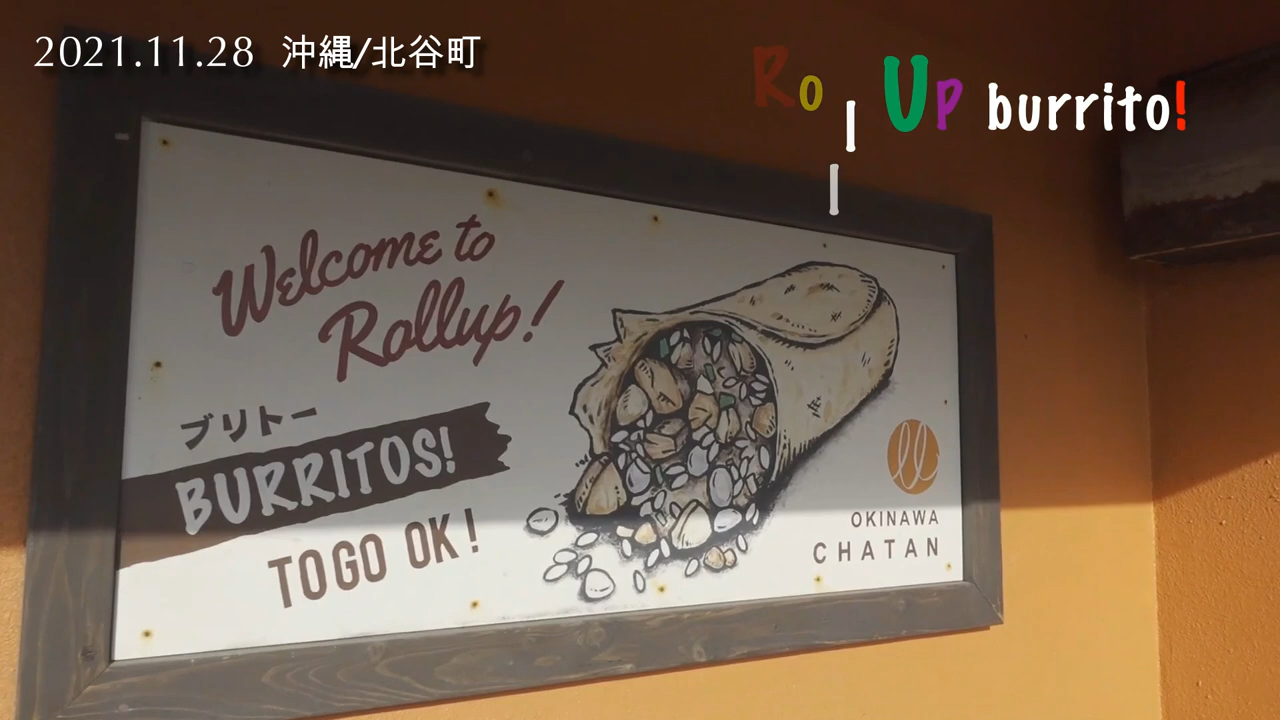 2021.11.28 沖縄/北谷町
Roll Up burrito!
Welcome to
Rollup!
ブリトー
BURRITOS!
TOGO OK!
OKINAWA
CHATAN